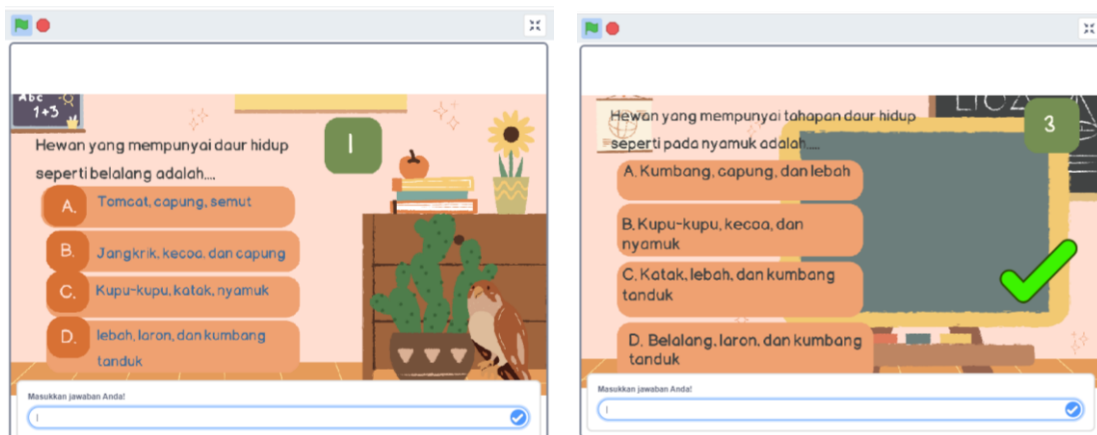 Abc
1+3
1
Hewan yang mempunyai daur hidup
seperti belalang adalah....
A. Tomcat, capung, semut
B. Jangkrik, kecoa, dan capung
C. Kupu-kupu, katak, nyamuk
D. lebah, laron, dan kumbang
tanduk
Masukkan jawaban Anda!
3
Hewan yang mempunyai tahapan daur hidup
seperti pada nyamuk adalah....
A. Kumbang, capung, dan lebah
B. Kupu-kupu, kecoa, dan
nyamuk
C. Katak, lebah, dan kumbang
tanduk
D. Belalang, laron, dan kumbang
tanduk
Masukkan jawaban Anda!